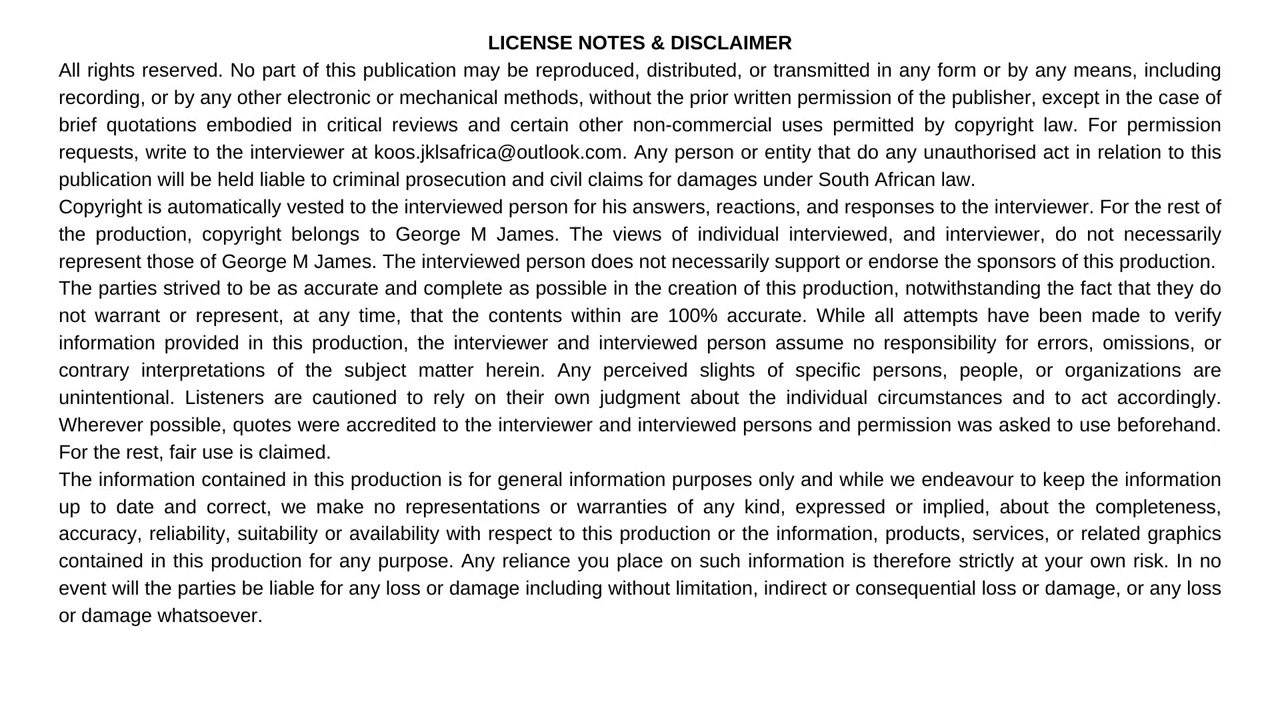 LICENSE NOTES & DISCLAIMER
All rights reserved. No part of this publication may be reproduced, distributed, or transmitted in any form or by any means, including
recording, or by any other electronic or mechanical methods, without the prior written permission of the publisher, except in the case of
brief quotations embodied in critical reviews and certain other non-commercial uses permitted by copyright law. For permission
requests, write to the interviewer at koos.jklsafrica@outlook.com. Any person or entity that do any unauthorised act in relation to this
publication will be held liable to criminal prosecution and civil claims for damages under South African law.
Copyright is automatically vested to the interviewed person for his answers, reactions, and responses to the interviewer. For the rest of
the production, copyright belongs to George M James. The views of individual interviewed, and interviewer, do not necessarily
represent those of George M James. The interviewed person does not necessarily support or endorse the sponsors of this production.
The parties strived to be as accurate and complete as possible in the creation of this production, notwithstanding the fact that they do
not warrant or represent, at any time, that the contents within are 100% accurate. While all attempts have been made to verify
information provided in this production, the interviewer and interviewed person assume no responsibility for errors, omissions, or
contrary interpretations of the subject matter herein. Any perceived slights of specific persons, people, or organizations are
unintentional. Listeners are cautioned to rely on their own judgment about the individual circumstances and to act accordingly.
Wherever possible, quotes were accredited to the interviewer and interviewed persons and permission was asked to use beforehand.
For the rest, fair use is claimed.
The information contained in this production is for general information purposes only and while we endeavour to keep the information
up to date and correct, we make no representations or warranties of any kind, expressed or implied, about the completeness,
accuracy, reliability, suitability or availability with respect to this production or the information, products, services, or related graphics
contained in this production for any purpose. Any reliance you place on such information is therefore strictly at your own risk. In no
event will the parties be liable for any loss or damage including without limitation, indirect or consequential loss or damage, or any loss
or damage whatsoever.